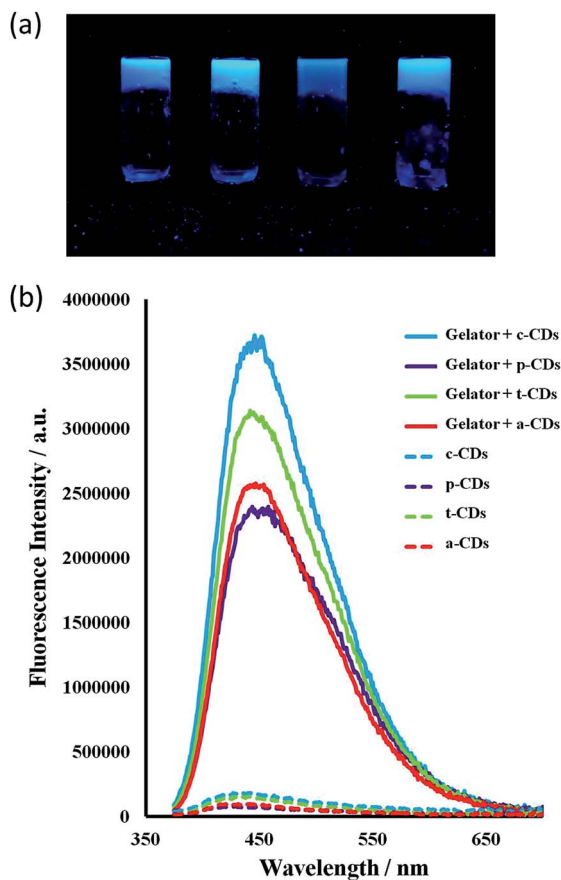 (a)
(b)
4000000
3500000
3000000
2500000
2000000
1500000
1000000
500000
0
350
450
550
650
Fluorescence Intensity / a.u.
Wavelength / nm
Gelator + c-CDs
Gelator + p-CDs
Gelator + t-CDs
Gelator + a-CDs
c-CDs
p-CDs
t-CDs
a-CDs